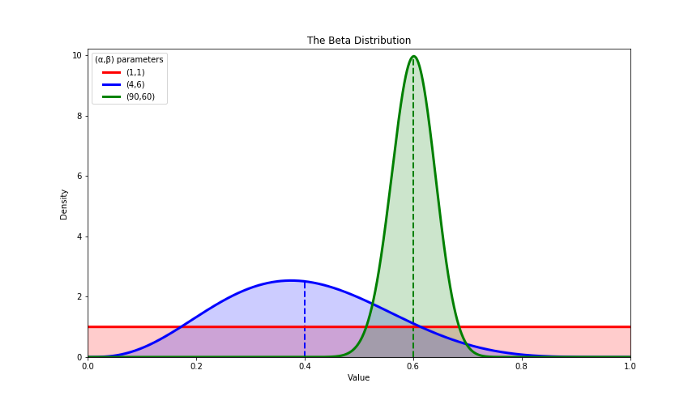 The Beta Distribution
(α,β) parameters
(1,1)
(4,6)
(90,60)
Density
10
8
6
4
2
0
0.0 0.2 0.4 0.6 0.8 1.0
Value